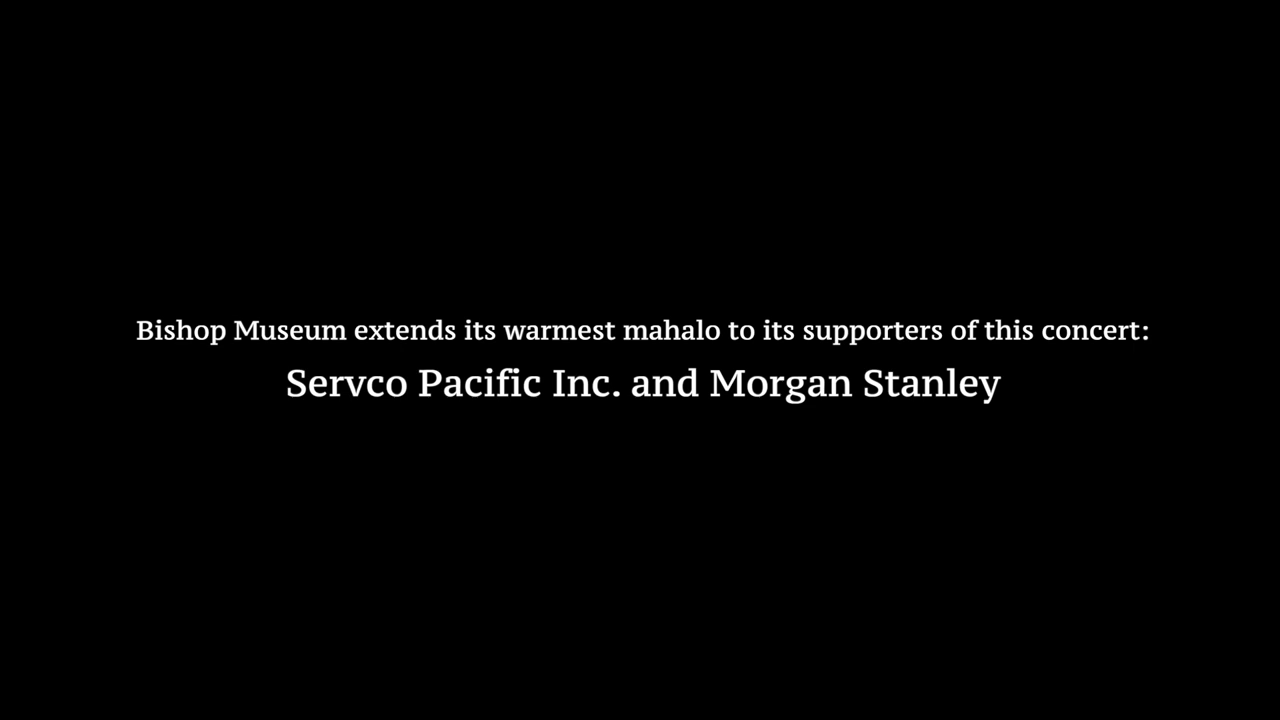 Bishop Museum extends its warmest mahalo to its supporters of this concert:
Servco Pacific Inc. and Morgan Stanley